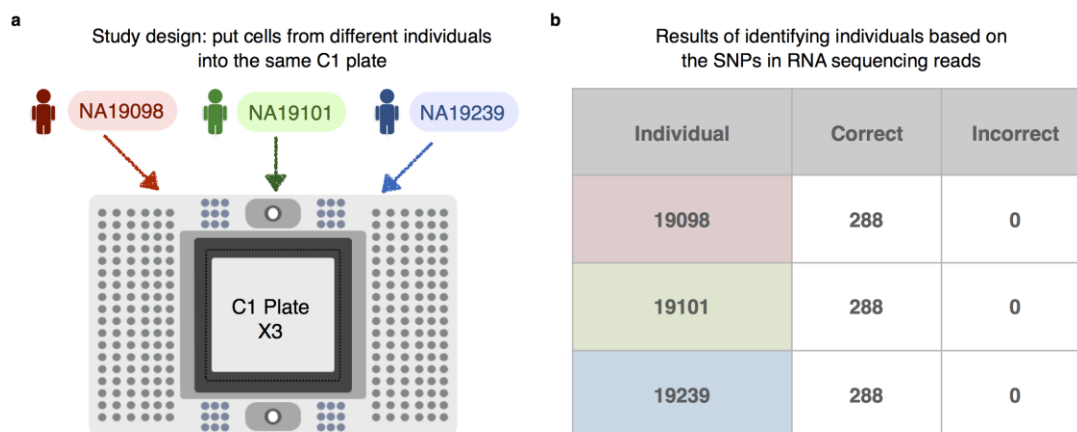 a
Study design: put cells from different individuals
into the same C1 plate
NA19098
NA19101
NA19239
C1 Plate
X3
b
Results of identifying individuals based on
the SNPs in RNA sequencing reads
Individual Correct Incorrect
19098 288 0
19101 288 0
19239 288 0